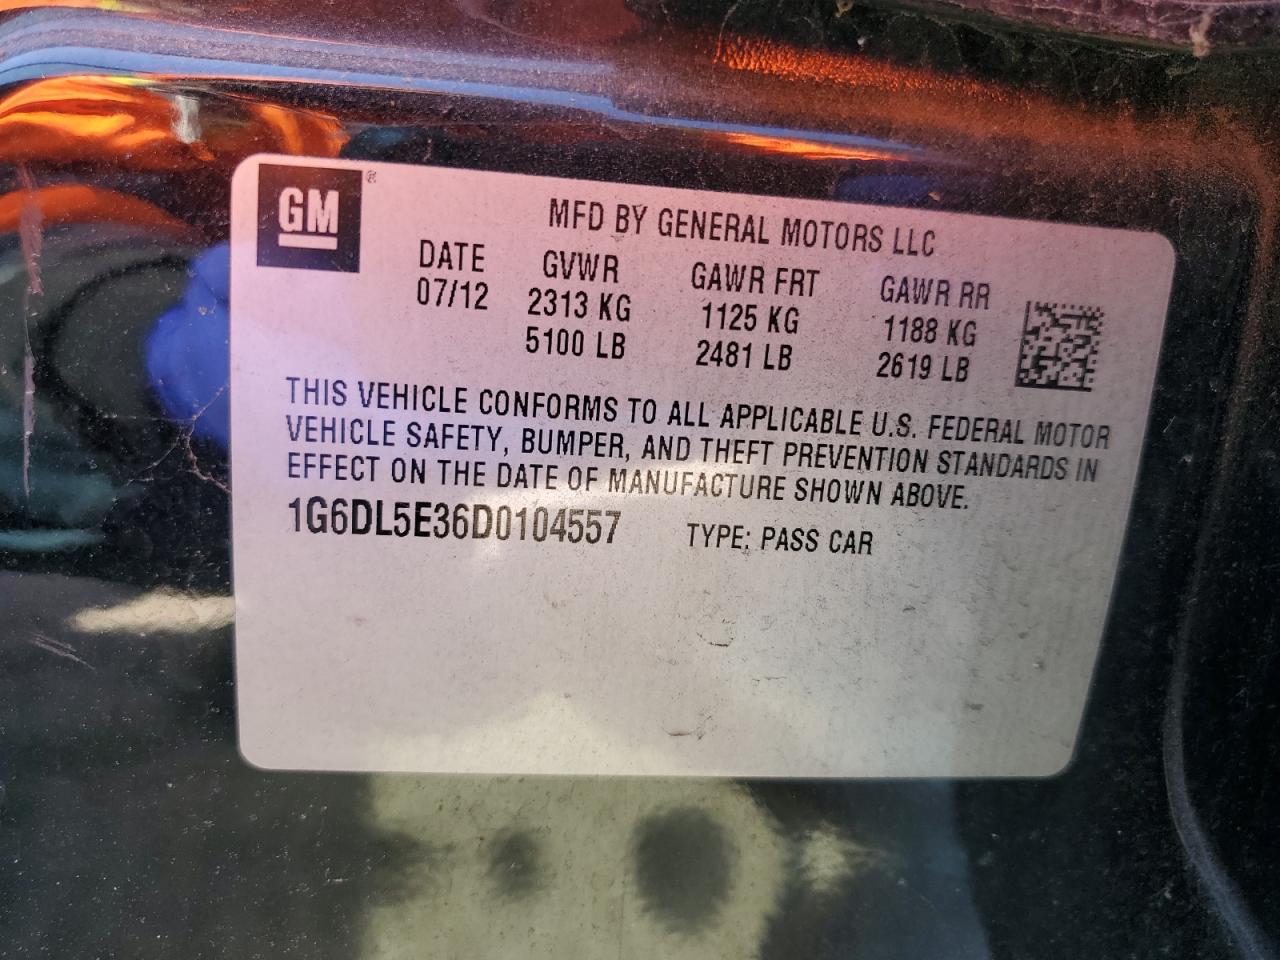 GM®
MFD BY GENERAL MOTORS LLC
DATE GVWR GAWR FRT GAWR RR
07/12 2313 KG 1125 KG 1188 KG
5100 LB 2481 LB 2619 LB
THIS VEHICLE CONFORMS TO ALL APPLICABLE U.S. FEDERAL MOTOR
VEHICLE SAFETY, BUMPER, AND THEFT PREVENTION STANDARDS IN
EFFECT ON THE DATE OF MANUFACTURE SHOWN ABOVE.
1G6DL5E36D0104557 TYPE: PASS CAR